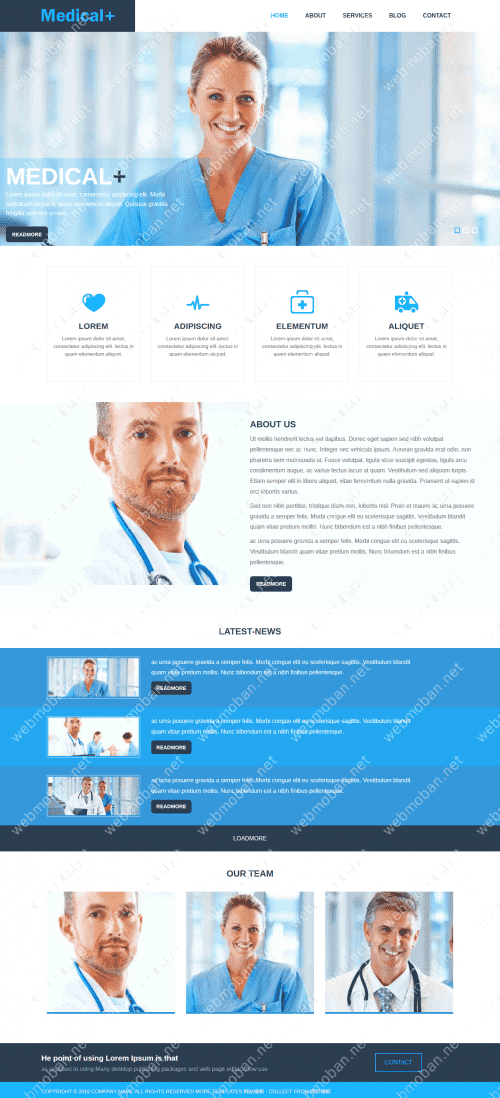 Medical+
HOME ABOUT SERVICES BLOG CONTACT
MEDICAL+
Lorem ipsum dolor sit amet, consectetur adipiscing elit. Morbi
sollicitudin lectus in quam elementum aliquet. Quisque gravida
fringilla velit sed ornare.
READMORE
LOREM
Lorem ipsum dolor sit amet,
consectetur adipiscing elit. lectus in
quam elementum aliquet.
ADIPISCING
Lorem ipsum dolor sit amet,
consectetur adipiscing elit. lectus in
quam elementum aliquet.
ELEMENTUM
Lorem ipsum dolor sit amet,
consectetur adipiscing elit. lectus in
quam elementum aliquet.
ALIQUET
Lorem ipsum dolor sit amet,
consectetur adipiscing elit. lectus in
quam elementum aliquet.
ABOUT US
Ut mollis hendrerit lectus vel dapibus. Donec eget sapien sed nibh volutpat
pellentesque nec ac nunc. Integer nec vehicula ipsum. Aenean gravida erat odio, non
pharetra sem malesuada ut. Fusce volutpat, ligula vitae suscipit egestas, ligula arcu
condimentum augue, ac varius lectus lacus at quam. Vestibulum sed aliquam turpis.
Etiam semper elit in libero aliquet, vitae fermentum nulla gravida. Praesent ut sapien id
orci lobortis varius.
Sed non nibh porttitor, tristique diam non, lobortis nisl. Proin et mauris ac urna posuere
gravida a semper felis. Morbi congue elit eu scelerisque sagittis. Vestibulum blandit
quam vitae pretium mollis. Nunc bibendum est a nibh finibus pellentesque.
ac urna posuere gravida a semper felis. Morbi congue elit eu scelerisque sagittis.
Vestibulum blandit quam vitae pretium mollis. Nunc bibendum est a nibh finibus
pellentesque.
READMORE
LATEST-NEWS
ac urna posuere gravida a semper felis. Morbi congue elit eu scelerisque sagittis. Vestibulum blandit
quam vitae pretium mollis. Nunc bibendum est a nibh finibus pellentesque.
READMORE
ac urna posuere gravida a semper felis. Morbi congue elit eu scelerisque sagittis. Vestibulum blandit
quam vitae pretium mollis. Nunc bibendum est a nibh finibus pellentesque.
READMORE
ac urna posuere gravida a semper felis. Morbi congue elit eu scelerisque sagittis. Vestibulum blandit
quam vitae pretium mollis. Nunc bibendum est a nibh finibus pellentesque.
READMORE
LOADMORE
OUR TEAM
He point of using Lorem Ipsum is that
as opposed to using Many desktop publishing packages and web page editors now use
CONTACT
COPYRIGHT © 2016.COMPANY NAME ALL RIGHTS RESERVED.MORE TEMPLATES 网站模板 - COLLECT FROM 网站模板
webmoban.net